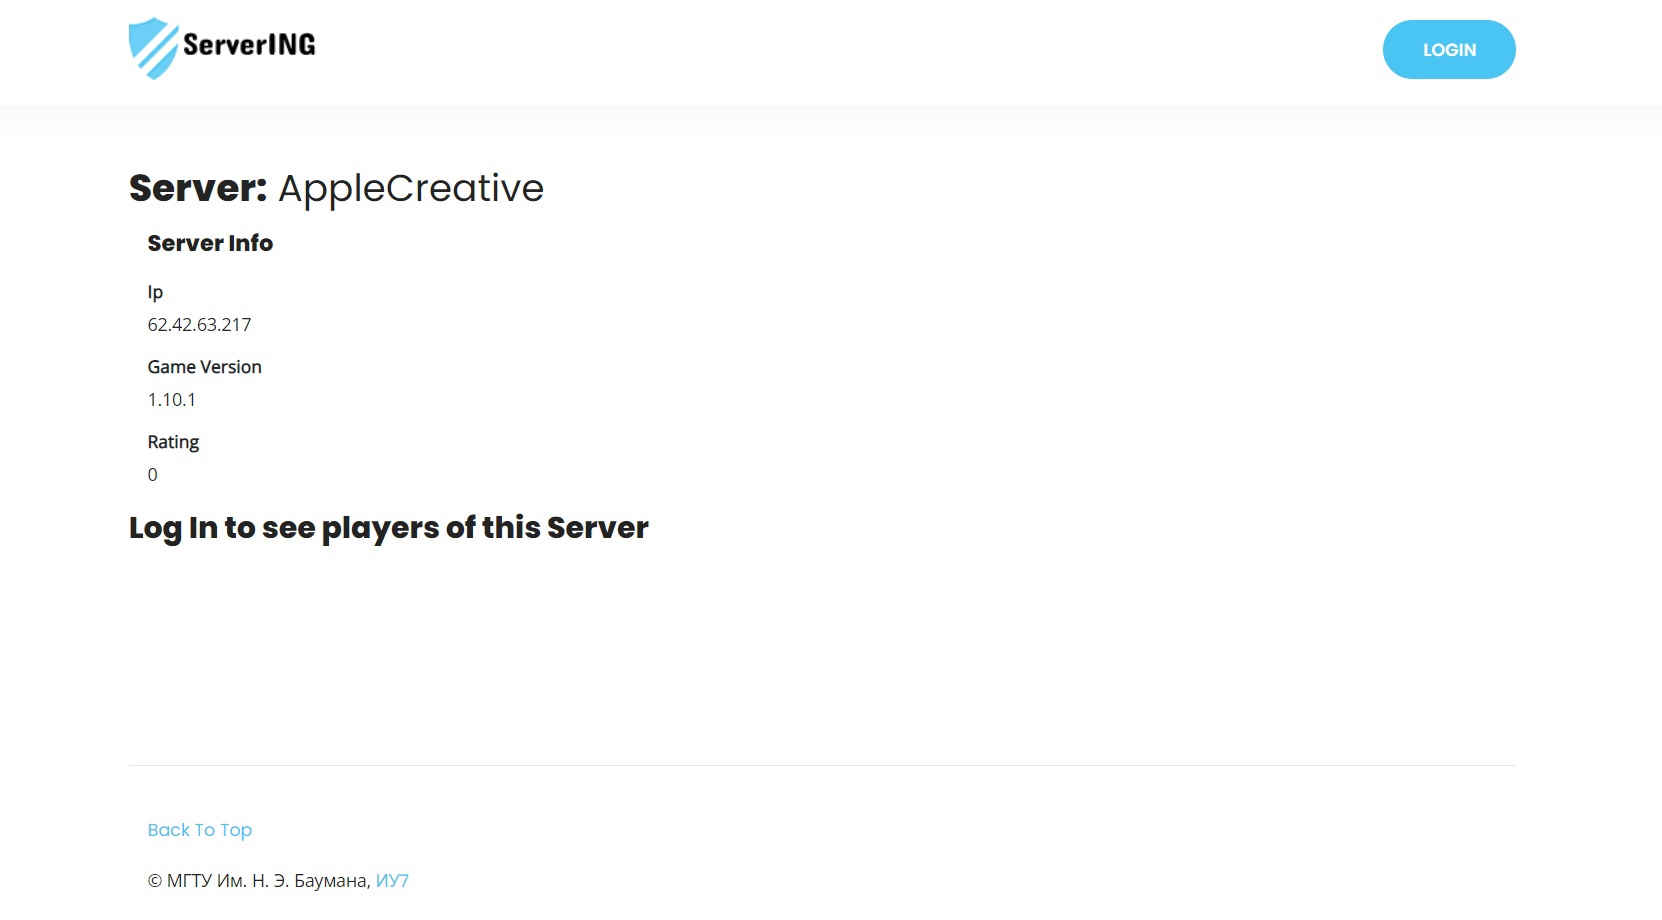 ServerING
LOGIN
Server: AppleCreative
Server Info
Ip
62.42.63.217
Game Version
1.10.1
Rating
0
Log In to see players of this Server
Back To Top
© МГТУ Им. Н. Э. Баумана, ИУ7